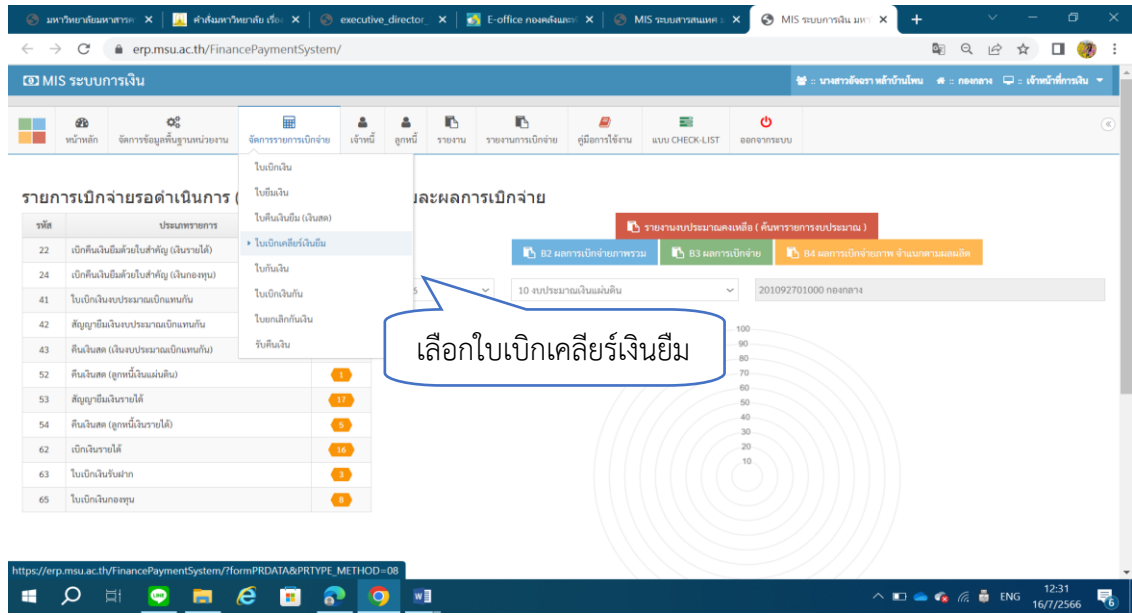 มหาวิทยาลัยมหาสารค
คำสั่งมหาวิทยาลัย เรื่อง
executive_director_
E-office กองคลังและ
MIS ระบบสารสนเทศ
MIS ระบบการเงิน มหา
erp.msu.ac.th/FinancePaymentSystem/
MIS ระบบการเงิน
:: นางสาวอัจฉรา หล้าบ้านโพน
:: กองกลาง
:: เจ้าหน้าที่การเงิน
หน้าหลัก
จัดการข้อมูลพื้นฐานหน่วยงาน
จัดการรายการเบิกจ่าย
เจ้าหนี้
ลูกหนี้
รายงาน
รายงานการเบิกจ่าย
คู่มือการใช้งาน
แบบ CHECK-LIST
ออกจากระบบ
ใบเบิกเงิน
ใบยืมเงิน
ใบคืนเงินยืม (เงินสด)
ใบเบิกเคลียร์เงินยืม
ใบกันเงิน
ใบเบิกเงินกัน
ใบยกเลิกกันเงิน
รับคืนเงิน
รายการเบิกจ่ายรอดำเนินการ (
และผลการเบิกจ่าย
รหัส ประเภทรายการ
22 เบิกคืนเงินยืมด้วยใบสำคัญ (เงินรายได้)
24 เบิกคืนเงินยืมด้วยใบสำคัญ (เงินกองทุน)
41 ใบเบิกเงินงบประมาณเบิกแทนกัน
42 สัญญายืมเงินงบประมาณเบิกแทนกัน
43 คืนเงินสด (เงินงบประมาณเบิกแทนกัน)
52 คืนเงินสด (ลูกหนี้เงินแผ่นดิน) 1
53 สัญญายืมเงินรายได้ 17
54 คืนเงินสด (ลูกหนี้เงินรายได้) 5
62 เบิกเงินรายได้ 16
63 ใบเบิกเงินรับฝาก 3
65 ใบเบิกเงินกองทุน 8
รายงานงบประมาณคงเหลือ ( ค้นหารายการงบประมาณ )
B2 ผลการเบิกจ่ายภาพรวม
B3 ผลการเบิกจ่าย
B4 ผลการเบิกจ่ายภาพ จำแนกตามผลผลิต
5
10 งบประมาณเงินแผ่นดิน
201092701000 กองกลาง
เลือกใบเบิกเคลียร์เงินยืม
100
90
80
70
60
50
40
30
20
10
https://erp.msu.ac.th/FinancePaymentSystem/?formPRDATA&PRTYPE_METHOD=08
ENG
12:31
16/7/2566
6